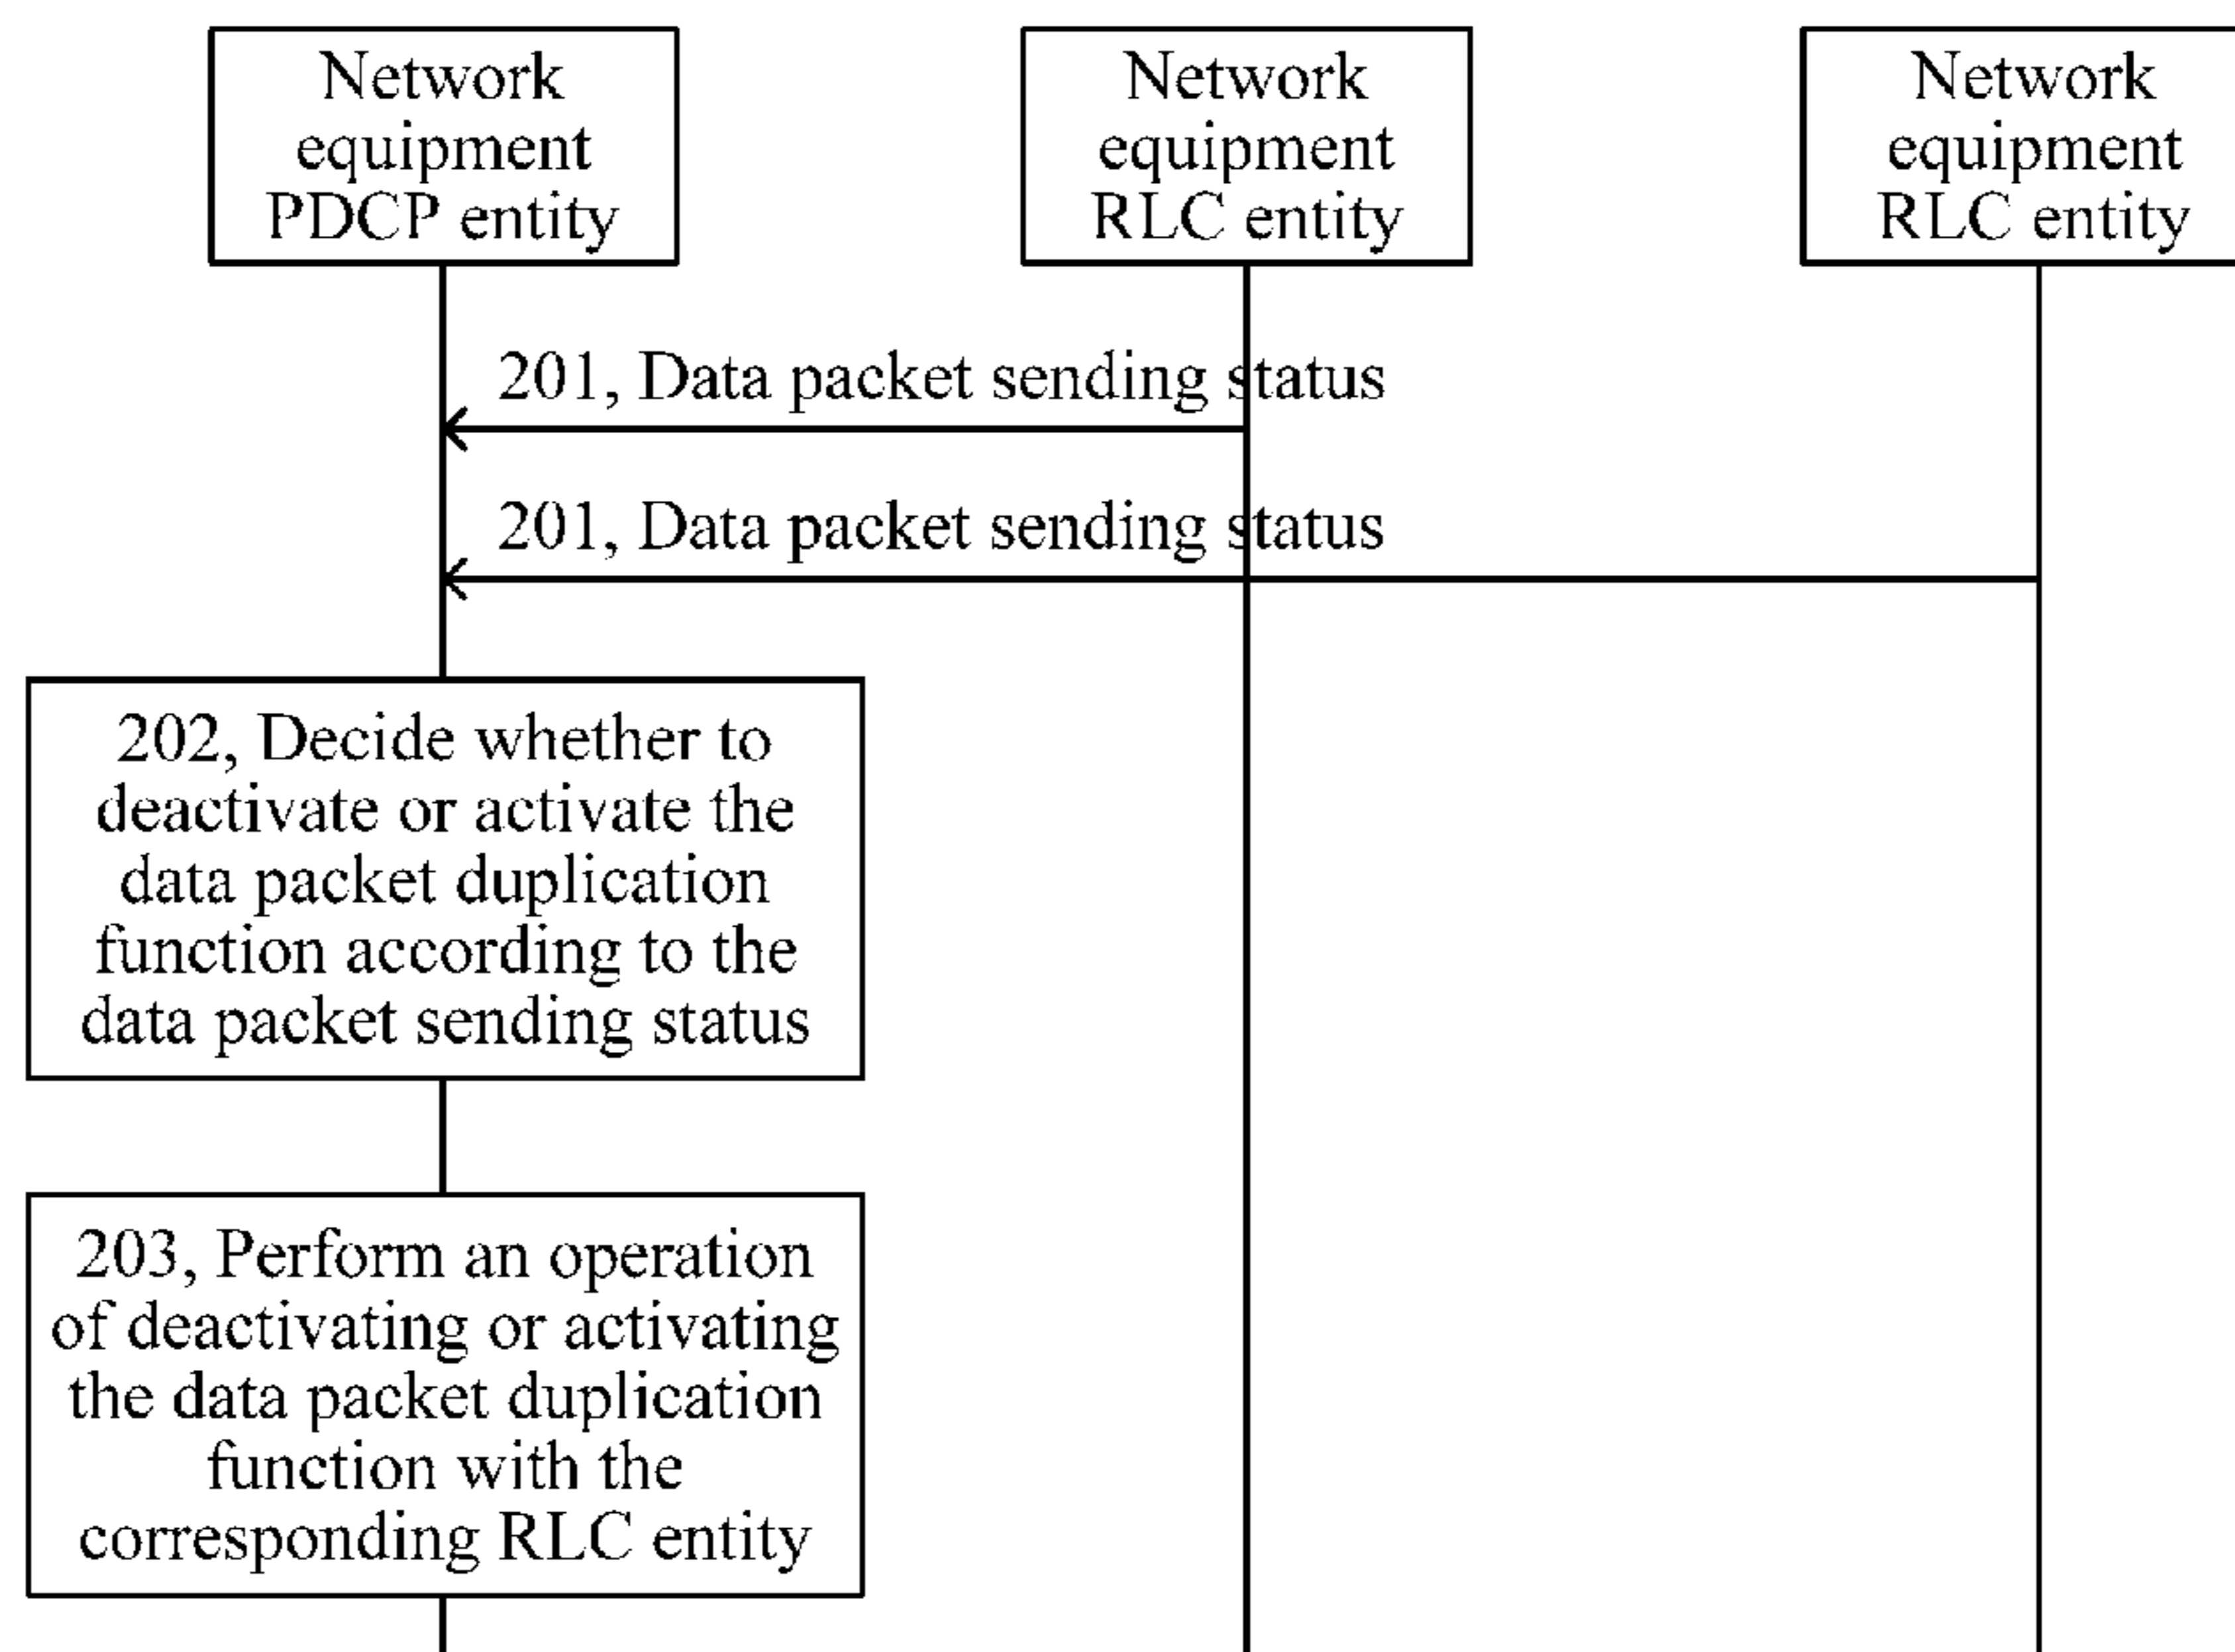 Network
equipment
PDCP entity
Network
equipment
RLC entity
Network
equipment
RLC entity
201, Data packet sending status
201, Data packet sending status
202, Decide whether to
deactivate or activate the
data packet duplication
function according to the
data packet sending status
203, Perform an operation
of deactivating or activating
the data packet duplication
function with the
corresponding RLC entity